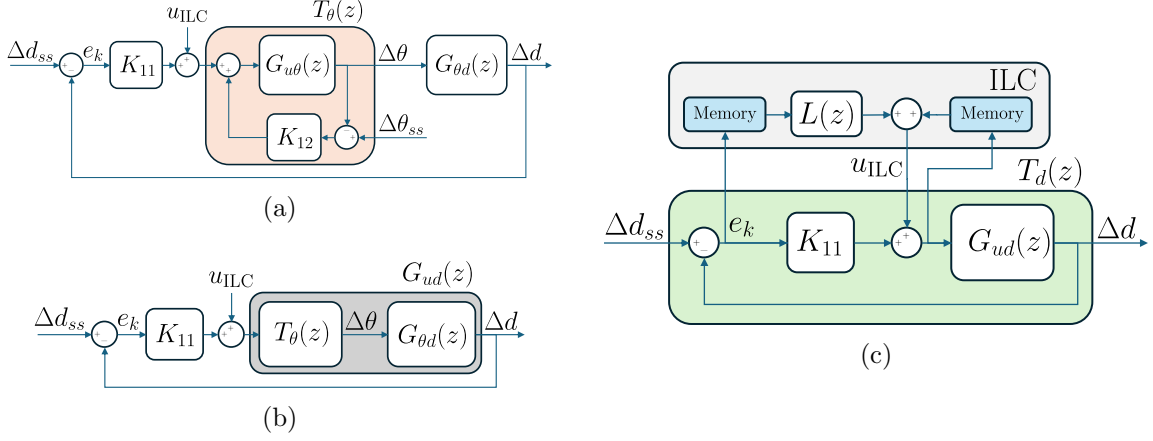 T_θ(z)
u_ILC
Δd_ss e_k K_11 + + + + G_uθ(z) Δθ G_θd(z) Δd
+ −
K_12 − + Δθ_ss
(a)
G_ud(z)
u_ILC
Δd_ss e_k K_11 + + T_θ(z) Δθ G_θd(z) Δd
+ −
(b)
ILC
Memory L(z) + + Memory
u_ILC T_d(z)
Δd_ss e_k K_11 + + G_ud(z) Δd
+ −
(c)